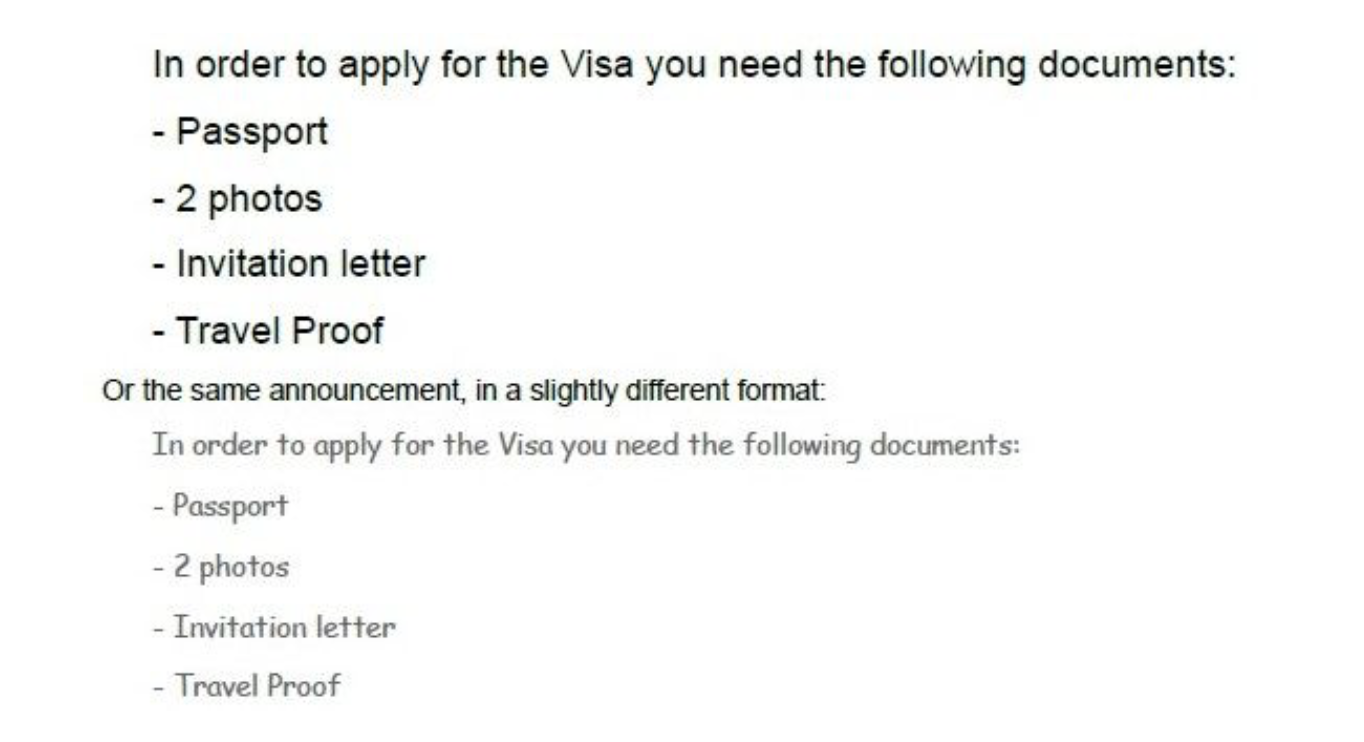 In order to apply for the Visa you need the following documents:
- Passport
- 2 photos
- Invitation letter
- Travel Proof
Or the same announcement, in a slightly different format:
In order to apply for the Visa you need the following documents:
- Passport
- 2 photos
- Invitation letter
- Travel Proof